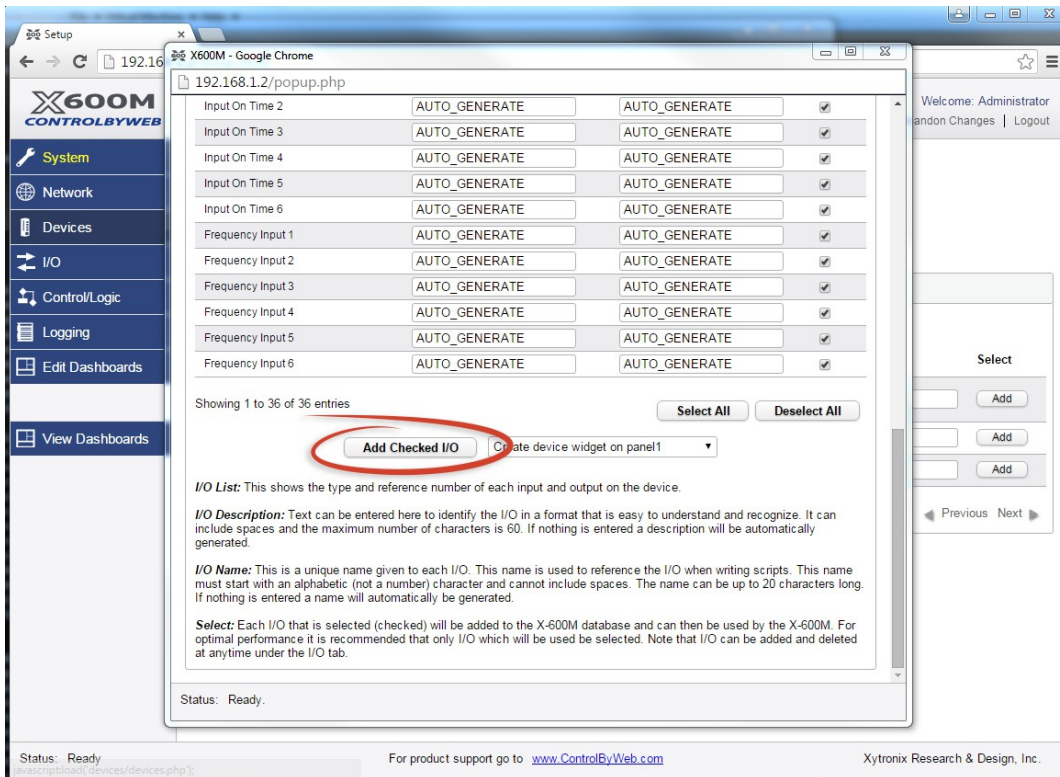 Setup
X600M - Google Chrome
192.16
192.168.1.2/popup.php
X600M
CONTROLBYWEB
Welcome: Administrator
andon Changes | Logout
System
Network
Devices
I/O
Control/Logic
Logging
Edit Dashboards
View Dashboards
Input On Time 2 AUTO_GENERATE AUTO_GENERATE
Input On Time 3 AUTO_GENERATE AUTO_GENERATE
Input On Time 4 AUTO_GENERATE AUTO_GENERATE
Input On Time 5 AUTO_GENERATE AUTO_GENERATE
Input On Time 6 AUTO_GENERATE AUTO_GENERATE
Frequency Input 1 AUTO_GENERATE AUTO_GENERATE
Frequency Input 2 AUTO_GENERATE AUTO_GENERATE
Frequency Input 3 AUTO_GENERATE AUTO_GENERATE
Frequency Input 4 AUTO_GENERATE AUTO_GENERATE
Frequency Input 5 AUTO_GENERATE AUTO_GENERATE
Frequency Input 6 AUTO_GENERATE AUTO_GENERATE
Showing 1 to 36 of 36 entries
Select All Deselect All
Add Checked I/O Create device widget on panel1
I/O List: This shows the type and reference number of each input and output on the device.
I/O Description: Text can be entered here to identify the I/O in a format that is easy to understand and recognize. It can
include spaces and the maximum number of characters is 60. If nothing is entered a description will be automatically
generated.
I/O Name: This is a unique name given to each I/O. This name is used to reference the I/O when writing scripts. This name
must start with an alphabetic (not a number) character and cannot include spaces. The name can be up to 20 characters long.
If nothing is entered a name will automatically be generated.
Select: Each I/O that is selected (checked) will be added to the X-600M database and can then be used by the X-600M. For
optimal performance it is recommended that only I/O which will be used be selected. Note that I/O can be added and deleted
at anytime under the I/O tab.
Status: Ready.
Select
Add
Add
Add
Previous Next
Status: Ready
javascript:load('devices/devices.php');
For product support go to www.ControlByWeb.com
Xytronix Research & Design, Inc.